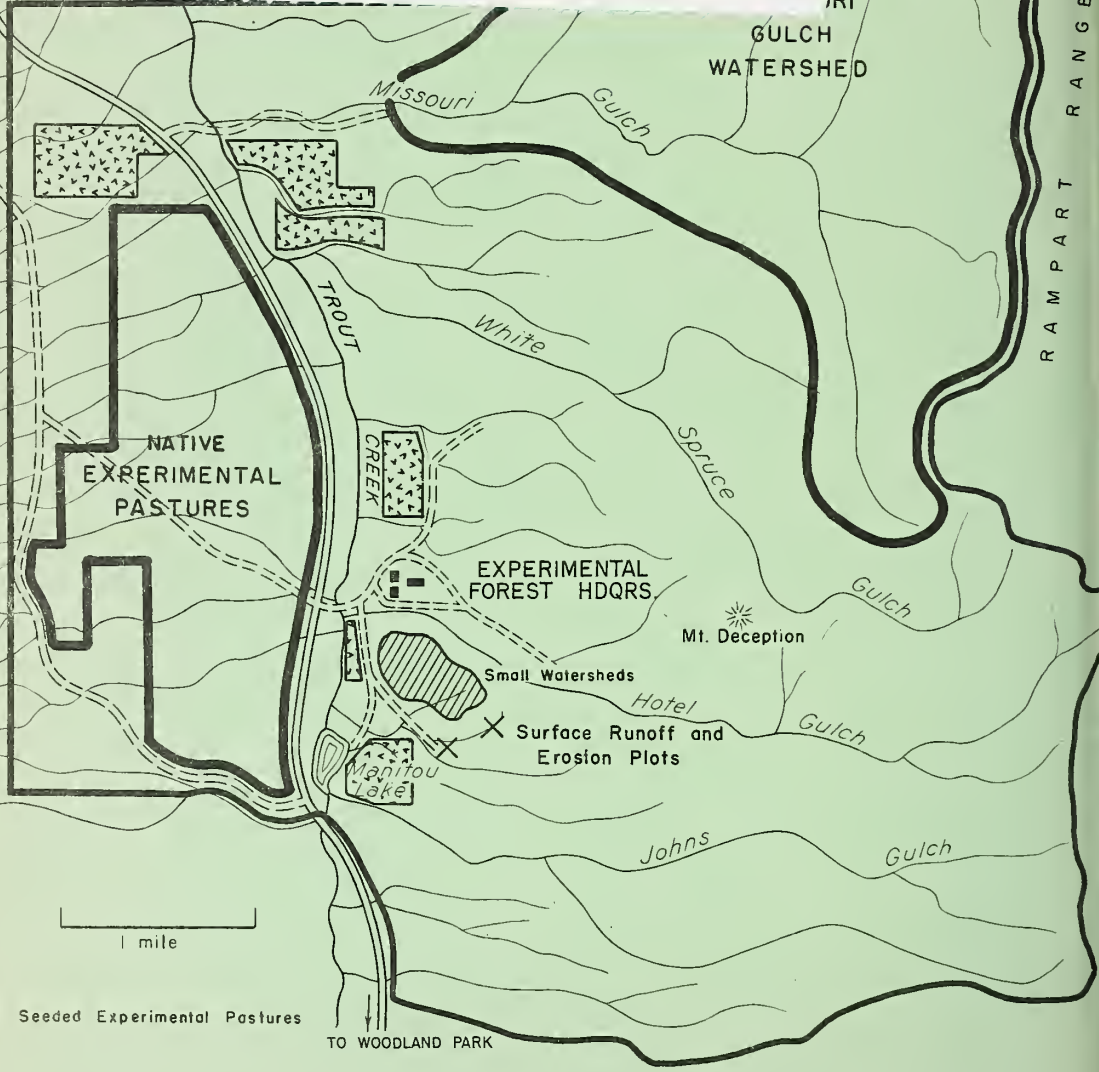 GULCH
WATERSHED
RAMPART RANGE
Missouri
Gulch
TROUT
CREEK
White
Spruce
Gulch
NATIVE
EXPERIMENTAL
PASTURES
EXPERIMENTAL
FOREST HDQRS.
Mt. Deception
Small Watersheds
Hotel
Gulch
Surface Runoff and
Erosion Plots
Manitou
Lake
Johns
Gulch
1 mile
Seeded Experimental Pastures
TO WOODLAND PARK